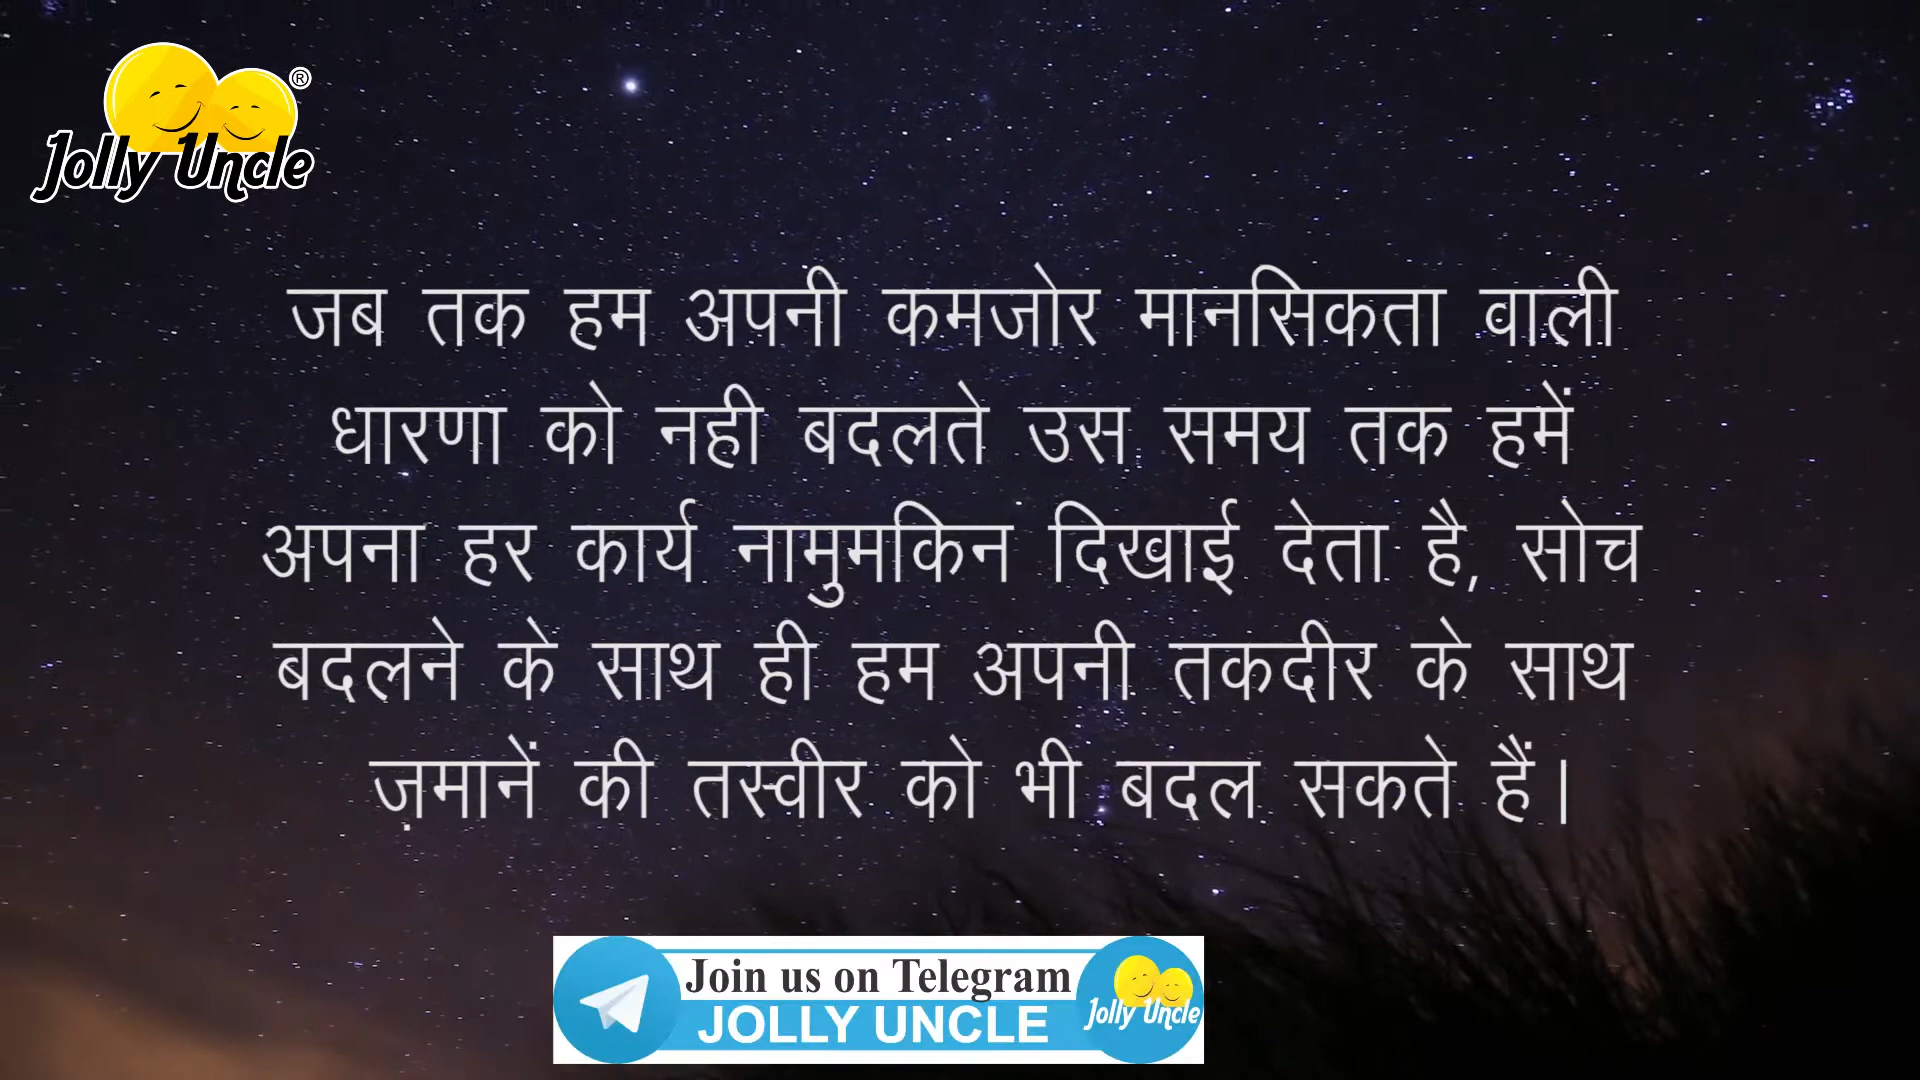 Jolly Uncle ®
जब तक हम अपनी कमजोर मानसिकता वाली
धारणा को नही बदलते उस समय तक हमें
अपना हर कार्य नामुमकिन दिखाई देता है, सोच
बदलने के साथ ही हम अपनी तकदीर के साथ
ज़मानें की तस्वीर को भी बदल सकते हैं।
Join us on Telegram
JOLLY UNCLE
Jolly Uncle